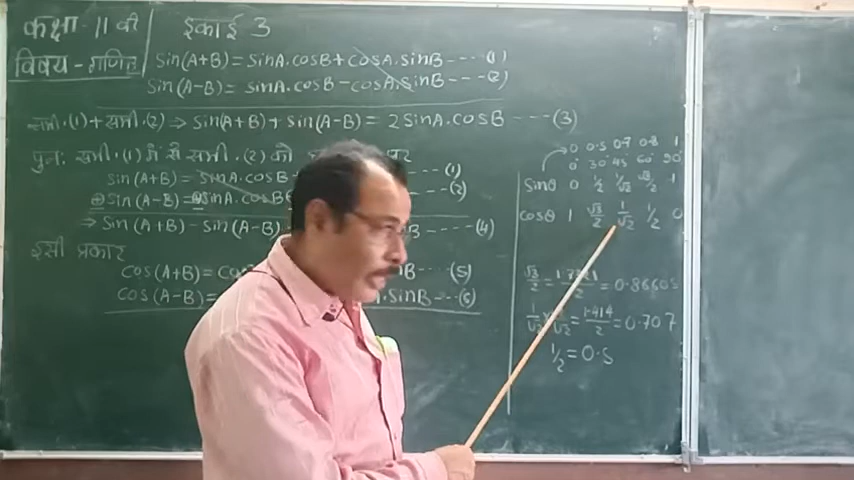 कक्षा - 11 वी इकाई 3
विषय - गणित
sin(A+B) = sinA.cosB + cosA.sinB ---- (1)
sin(A-B) = sinA.cosB - cosA.sinB ---- (2)
समी.(1)+समी.(2) ⇒ sin(A+B) + sin(A-B) = 2sinA.cosB --- (3)
पुनः समी.(1) में से समी.(2) को पर
sin(A+B) = sinA.cosB ---- (1)
sin(A-B) = sinA.cosB --- (2)
⇒ sin(A+B) - sin(A-B) = B --- (4)
इसी प्रकार
cos(A+B) = B --- (5)
cos(A-B) = .sinB --- (6)
0 0.5 0.7 0.8 1
0° 30° 45° 60° 90°
sinθ 0 1/2 1/√2 √3/2 1
cosθ 1 √3/2 1/√2 1/2 0
√3/2 = /2 = 0.86605
1/√2 × /√2 = 1.414/2 = 0.707
1/2 = 0.5